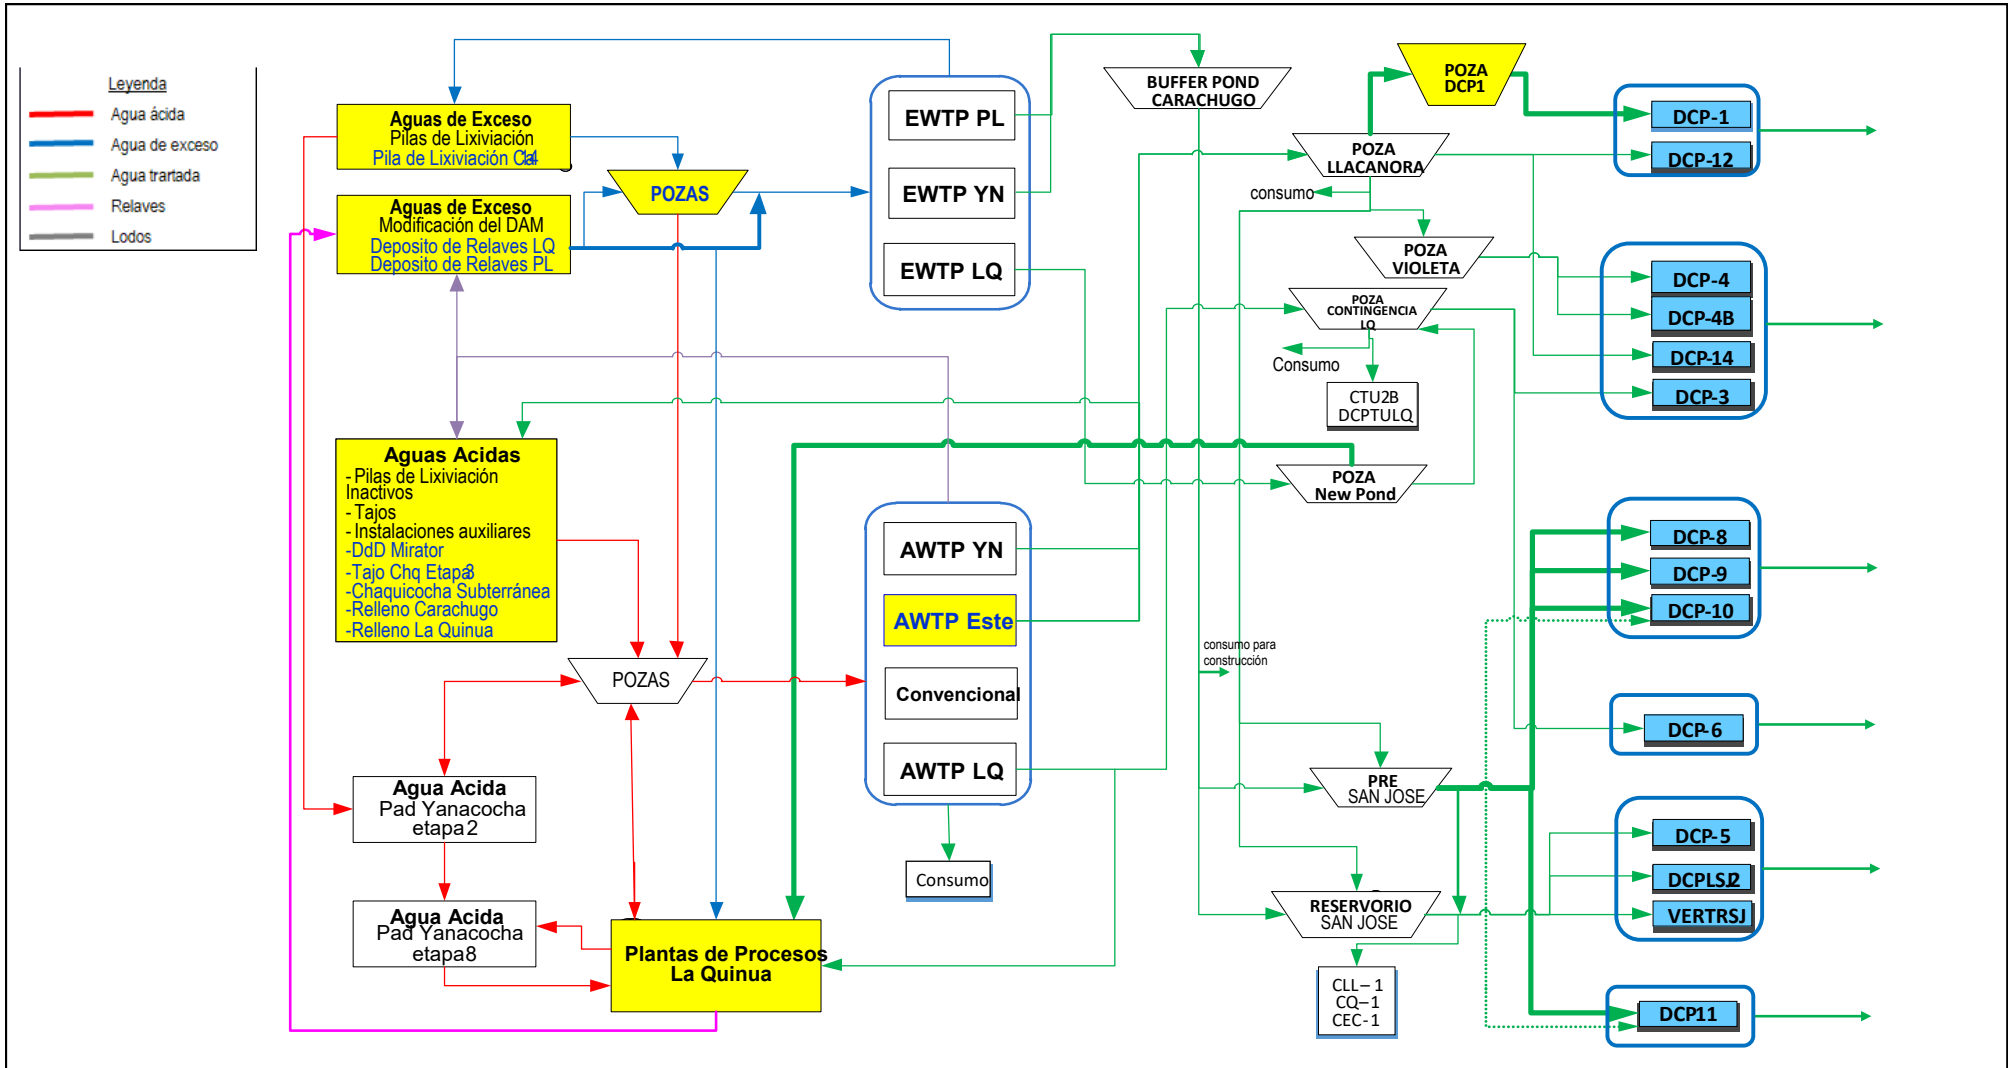 Leyenda
Agua ácida
Agua de exceso
Agua trartada
Relaves
Lodos
Aguas de Exceso
Pilas de Lixiviación
Pila de Lixiviación
Aguas de Exceso
Modificación del DAM
Deposito de Relaves LQ
Deposito de Relaves PL
POZAS
EWTP PL
EWTP YN
EWTP LQ
BUFFER POND
CARACHUGO
POZA
DCP1
POZA
LLACANORA
consumo
POZA
VIOLETA
POZA
CONTINGENCIA
LQ
Consumo
CTU2B
DCPTULQ
POZA
New Pond
DCP-1
DCP-12
DCP-4
DCP-4B
DCP-14
DCP-3
Aguas Acidas
-Pilas de Lixiviación
Inactivos
-Tajos
-Instalaciones auxiliares
-DdD Mirator
-Tajo Chq Etapa3
-Chaquicocha Subterránea
-Relleno Carachugo
-Relleno La Quinua
AWTP YN
AWTP Este
Convencional
AWTP LQ
Consumo
POZAS
Agua Acida
Pad Yanacocha
etapa2
Agua Acida
Pad Yanacocha
etapa8
Plantas de Procesos
La Quinua
consumo para
construcción
PRE
SAN JOSE
RESERVORIO
SAN JOSE
CLL-1
CQ-1
CEC-1
DCP-8
DCP-9
DCP-10
DCP-6
DCP-5
DCPLSJ2
VERTRSJ
DCP11